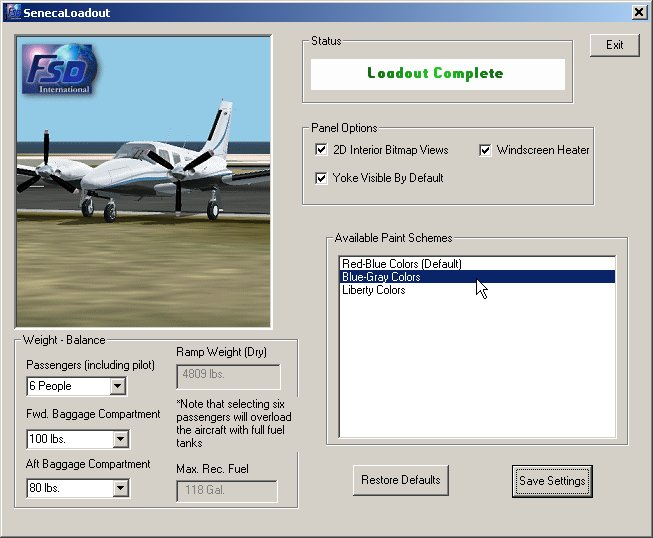 SenecaLoadout
FSD
International
Status
Loadout Complete
Exit
Panel Options
2D Interior Bitmap Views
Windscreen Heater
Yoke Visible By Default
Available Paint Schemes
Red-Blue Colors (Default)
Blue-Gray Colors
Liberty Colors
Weight - Balance
Passengers (including pilot)
6 People
Fwd. Baggage Compartment
100 lbs.
Aft Baggage Compartment
80 lbs.
Ramp Weight (Dry)
4809 lbs.
*Note that selecting six
passengers will overload
the aircraft with full fuel
tanks
Max. Rec. Fuel
118 Gal.
Restore Defaults
Save Settings